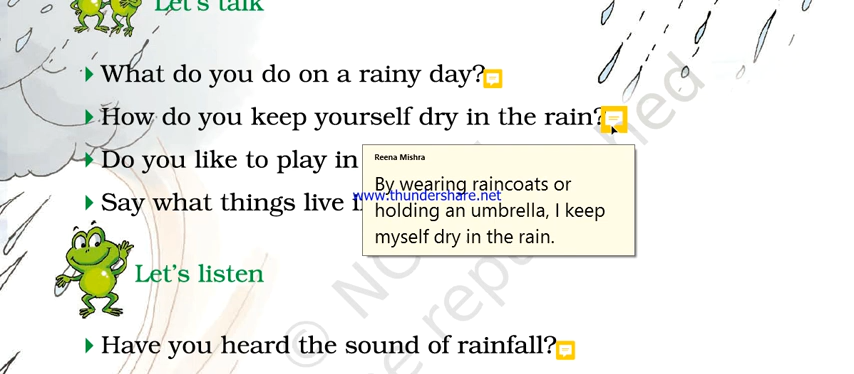 Let's talk
What do you do on a rainy day?
How do you keep yourself dry in the rain?
Do you like to play in
Reena Mishra
Say what things live
By wearing raincoats or
www.thundershare.net
holding an umbrella, I keep
myself dry in the rain.
Let's listen
Have you heard the sound of rainfall?
©